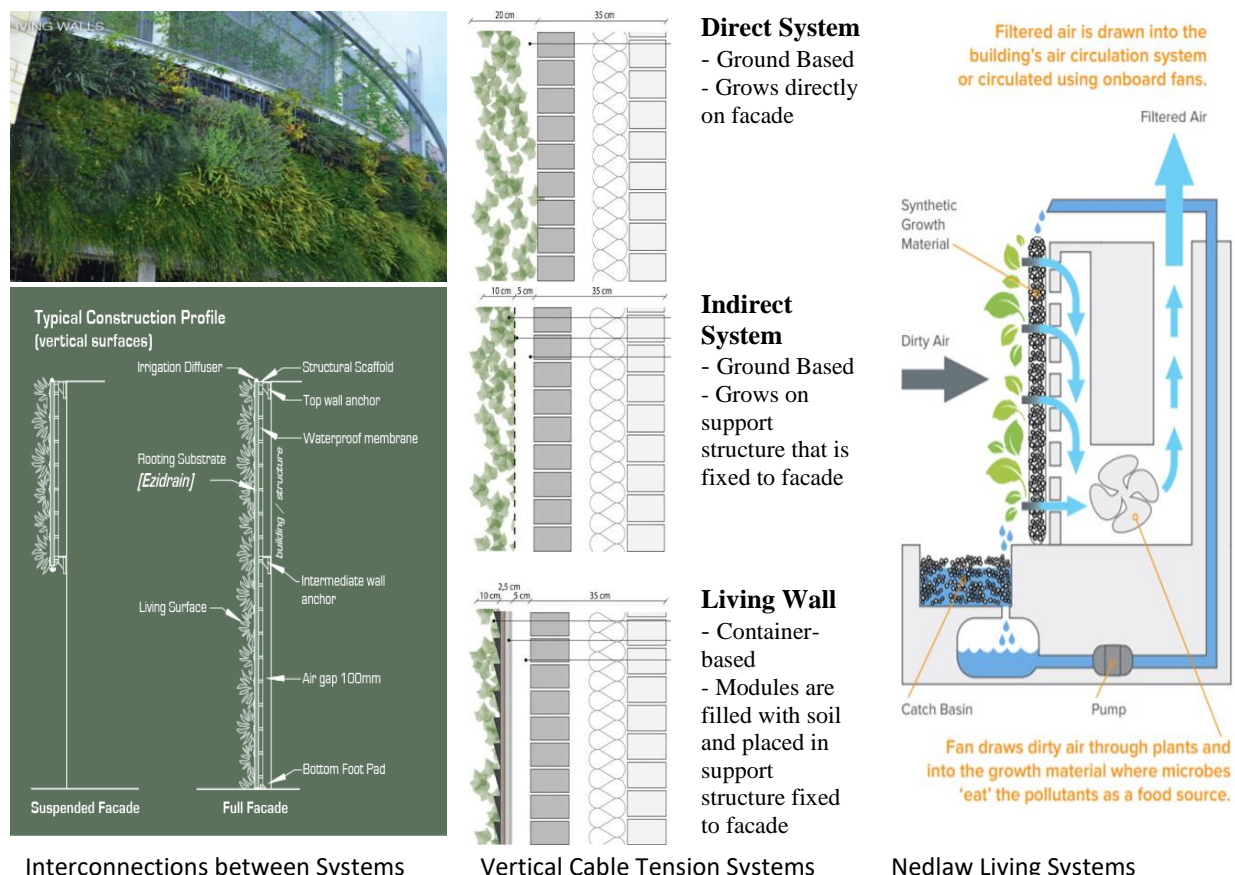 LIVING WALLS
Typical Construction Profile
(vertical surfaces)
Irrigation Diffuser
Structural Scaffold
Top wall anchor
Waterproof membrane
Rooting Substrate
[Ezidrain]
building / structure
Intermediate wall
anchor
Living Surface
Air gap 100mm
Bottom Foot Pad
Suspended Facade
Full Facade
Interconnections between Systems
20 cm
35 cm
Direct System
- Ground Based
- Grows directly
on facade
10 cm
5 cm
35 cm
Indirect
System
- Ground Based
- Grows on
support
structure that is
fixed to facade
2,5 cm
10 cm
5 cm
35 cm
Living Wall
- Container-
based
- Modules are
filled with soil
and placed in
support
structure fixed
to facade
Vertical Cable Tension Systems
Filtered air is drawn into the
building's air circulation system
or circulated using onboard fans.
Filtered Air
Synthetic
Growth
Material
Dirty Air
Catch Basin
Pump
Fan draws dirty air through plants and
into the growth material where microbes
'eat' the pollutants as a food source.
Nedlaw Living Systems